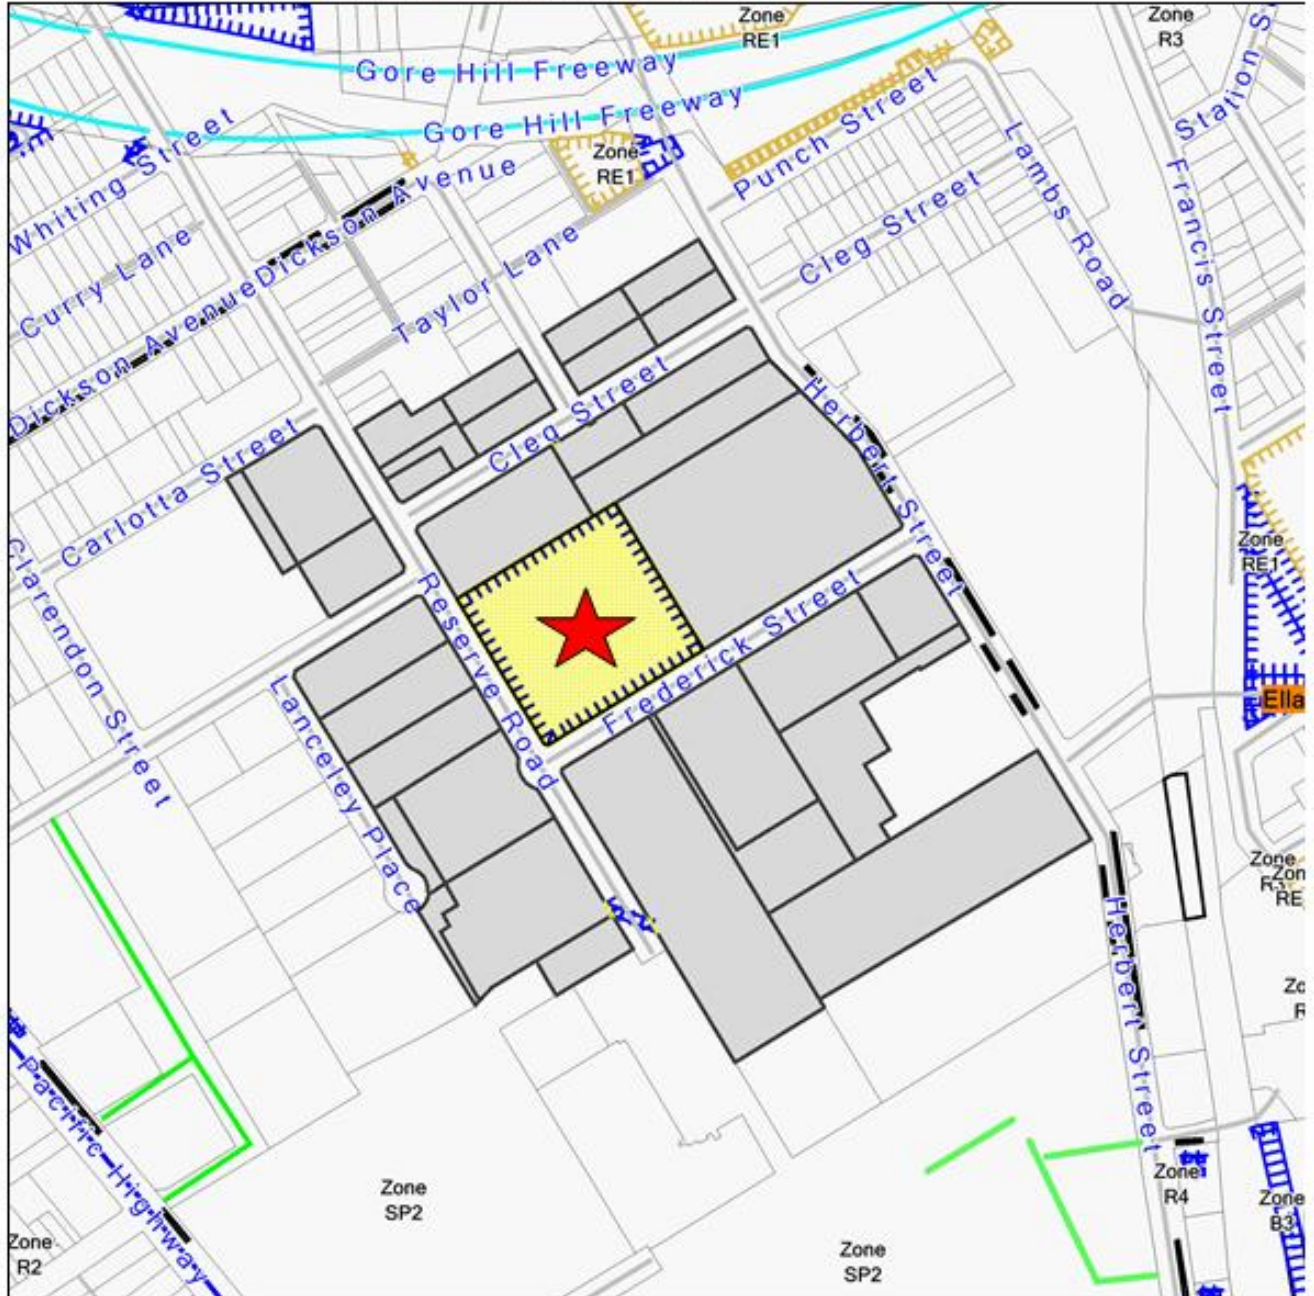 Zone
RE1
Zone
R3
Gore Hill Freeway
Gore Hill Freeway
Station
Whiting Street
Zone
RE1
Punch Street
Lambs Road
Francis Street
Dickson Avenue
Curry Lane
Cleg Street
Taylor Lane
Dickson Avenue
Cleg Street
Herbert Street
Carlotta Street
Clarendon Street
Zone
RE1
Reserve Road
Frederick Street
Lanceley Place
Ella
Zone
Zon
RE
Herbert Street
Pacific Highway
Zone
SP2
Zone
R4
Zone
B3
Zone
R2
Zone
SP2